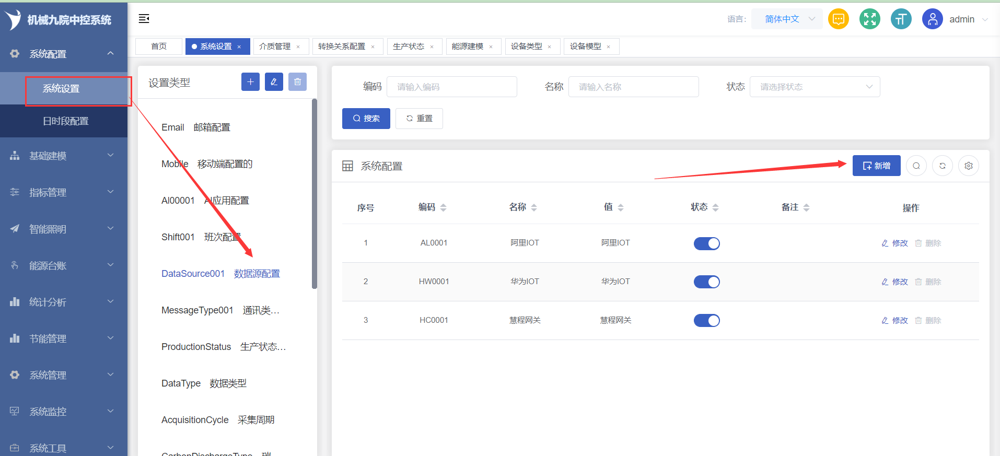 机械九院中控系统
语言：
简体中文
admin
首页
系统设置 ×
介质管理 ×
转换关系配置 ×
生产状态 ×
能源建模 ×
设备类型 ×
设备模型 ×
系统配置
系统设置
日时段配置
基础建模
指标管理
智能照明
能源台账
统计分析
节能管理
系统管理
系统监控
系统工具
设置类型
Email 邮箱配置
Mobile 移动端配置的
AI00001 AI应用配置
Shift001 班次配置
DataSource001 数据源配置
MessageType001 通讯类…
ProductionStatus 生产状态…
DataType 数据类型
AcquisitionCycle 采集周期
CarbonDischargeType 碳
编码 请输入编码
名称 请输入名称
状态 请选择状态
搜索
重置
系统配置
新增
序号 编码 名称 值 状态 备注 操作
1 AL0001 阿里IOT 阿里IOT 修改 删除
2 HW0001 华为IOT 华为IOT 修改 删除
3 HC0001 慧程网关 慧程网关 修改 删除